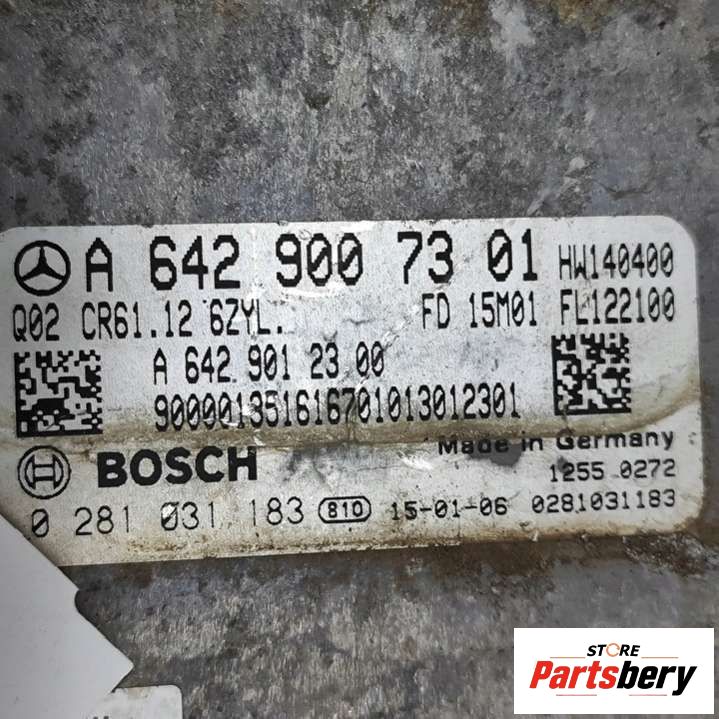 A 642 900 73 01 HW140400
Q02 CR61.12 6ZYL. FD 15M01 FL122100
A 642 901 23 00
900001351616701013012301
Made in Germany
BOSCH
1255 0272
0 281 031 183 810 15-01-06 0281031183
STORE
Partsbery